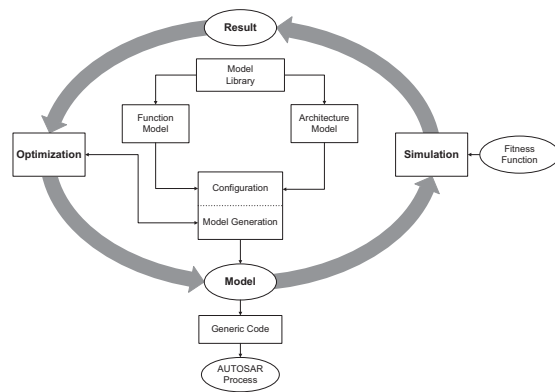 Result
Model
Library
Function
Model
Architecture
Model
Optimization
Simulation
Fitness
Function
Configuration
Model Generation
Model
Generic Code
AUTOSAR
Process